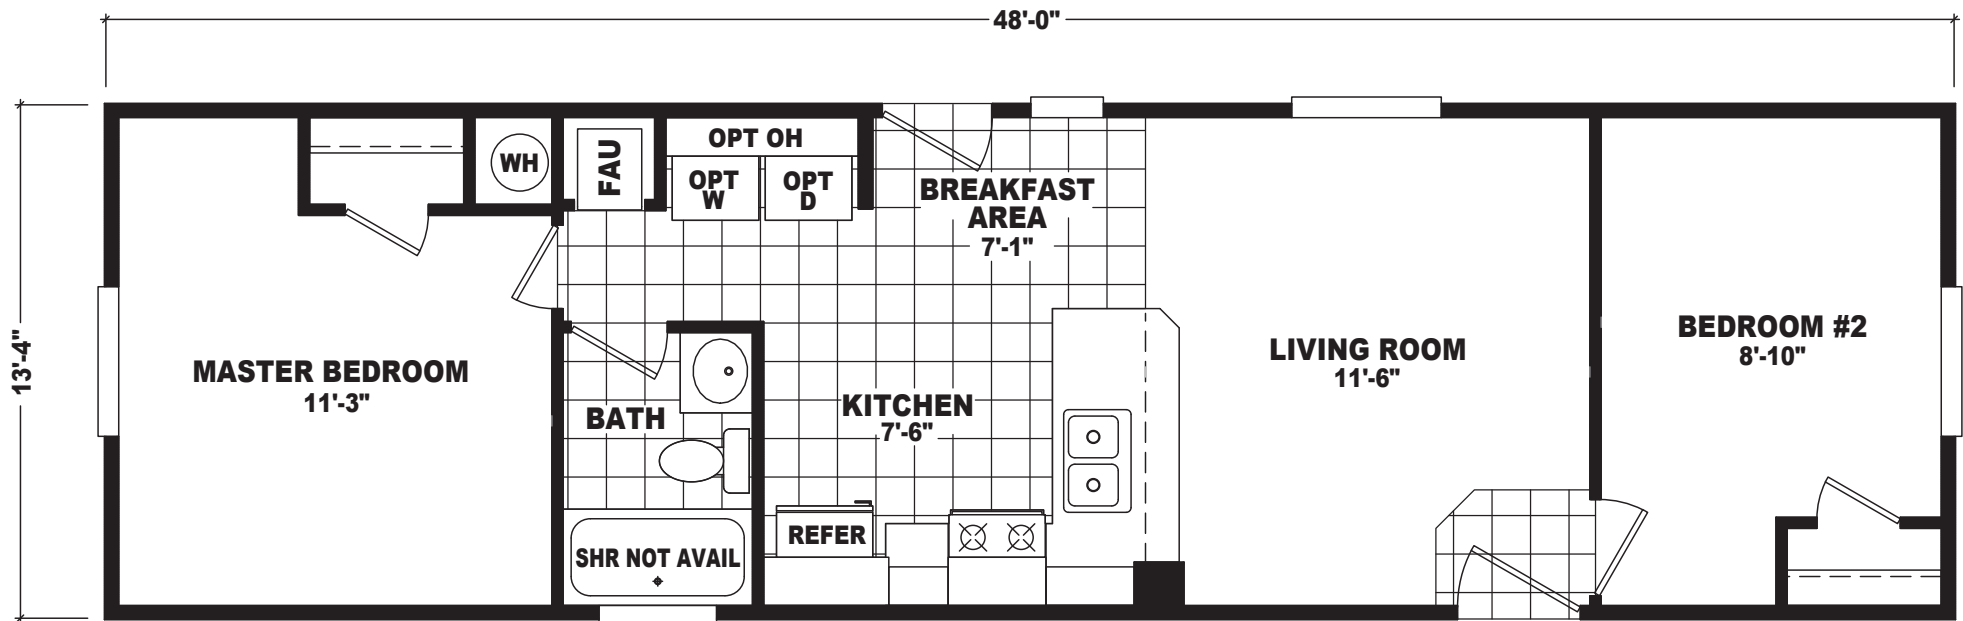 48'-0"
13'-4"
OPT OH
WH
FAU
OPT
W
OPT
D
BREAKFAST
AREA
7'-1"
MASTER BEDROOM
11'-3"
BATH
KITCHEN
7'-6"
LIVING ROOM
11'-6"
BEDROOM #2
8'-10"
REFER
SHR NOT AVAIL